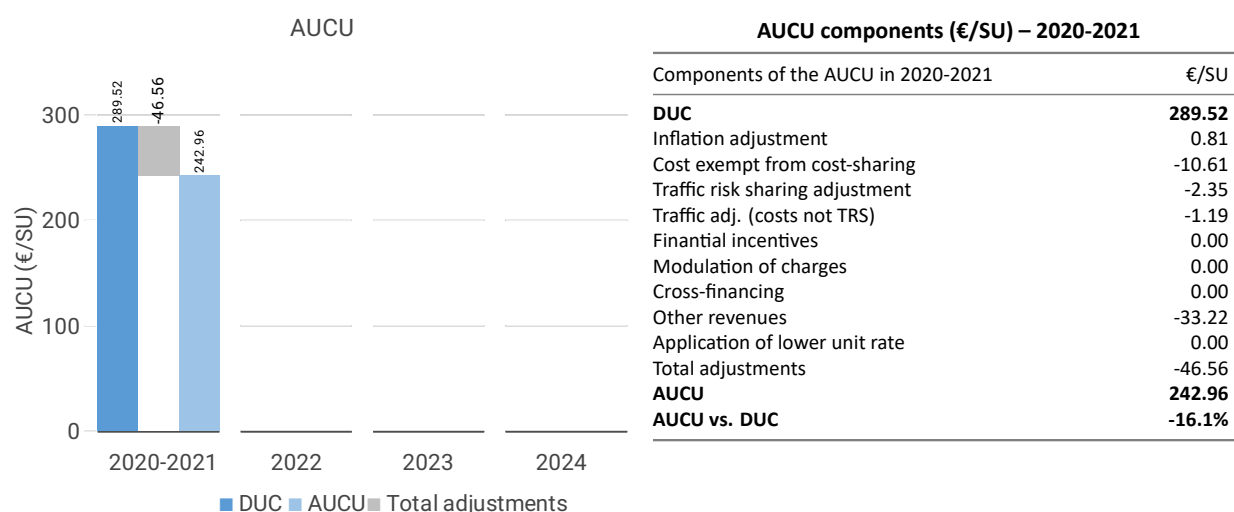 AUCU
AUCU (€/SU)
300
200
100
0
289.52
-46.56
242.96
2020-2021
2022
2023
2024
DUC AUCU Total adjustments
AUCU components (€/SU) – 2020-2021
Components of the AUCU in 2020-2021 €/SU
DUC 289.52
Inflation adjustment 0.81
Cost exempt from cost-sharing -10.61
Traffic risk sharing adjustment -2.35
Traffic adj. (costs not TRS) -1.19
Finantial incentives 0.00
Modulation of charges 0.00
Cross-financing 0.00
Other revenues -33.22
Application of lower unit rate 0.00
Total adjustments -46.56
AUCU 242.96
AUCU vs. DUC -16.1%